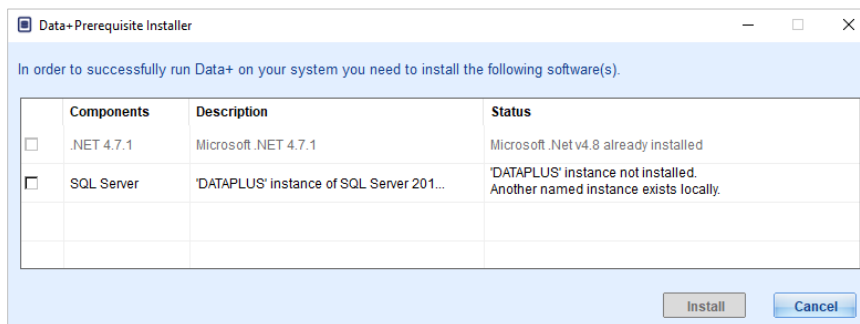 Data+ Prerequisite Installer
In order to successfully run Data+ on your system you need to install the following software(s).
Components Description Status
.NET 4.7.1 Microsoft .NET 4.7.1 Microsoft .Net v4.8 already installed
SQL Server 'DATAPLUS' instance of SQL Server 201... 'DATAPLUS' instance not installed.
Another named instance exists locally.
Install Cancel